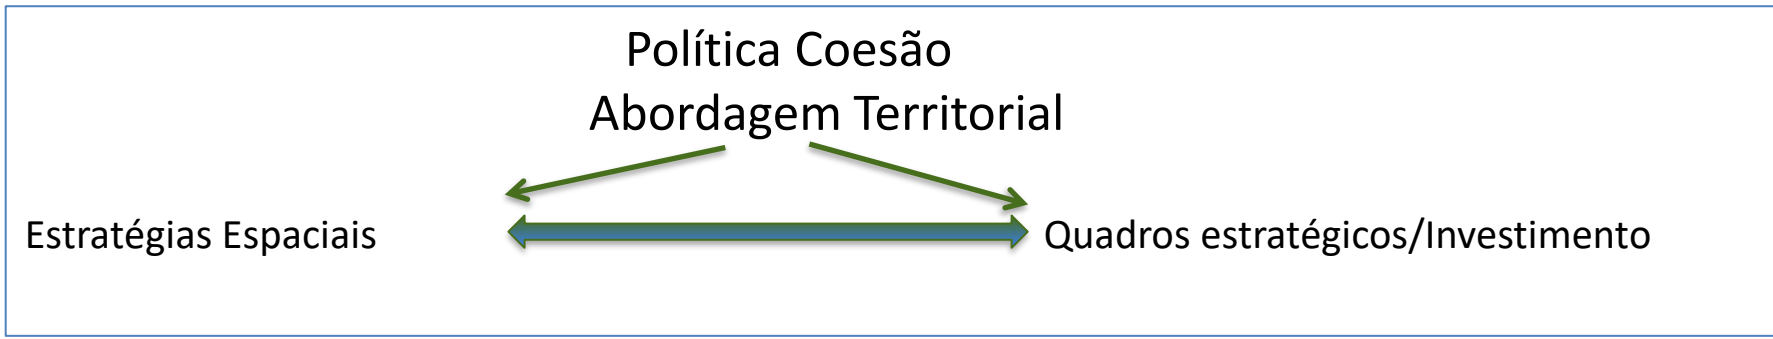 Política Coesão
Abordagem Territorial
Estratégias Espaciais
Quadros estratégicos/Investimento